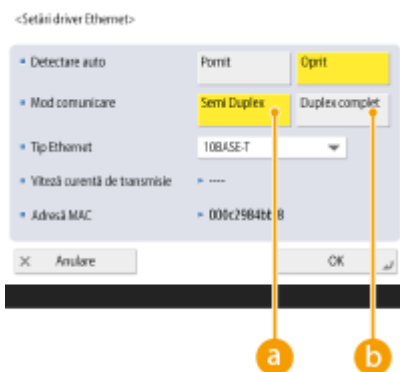 <Setări driver Ethernet>
Detectare auto Pornit Oprit
Mod comunicare Semi Duplex Duplex complet
Tip Ethernet 10BASE-T
Viteză curentă de transmisie ----
Adresă MAC
× Anulare OK
a b